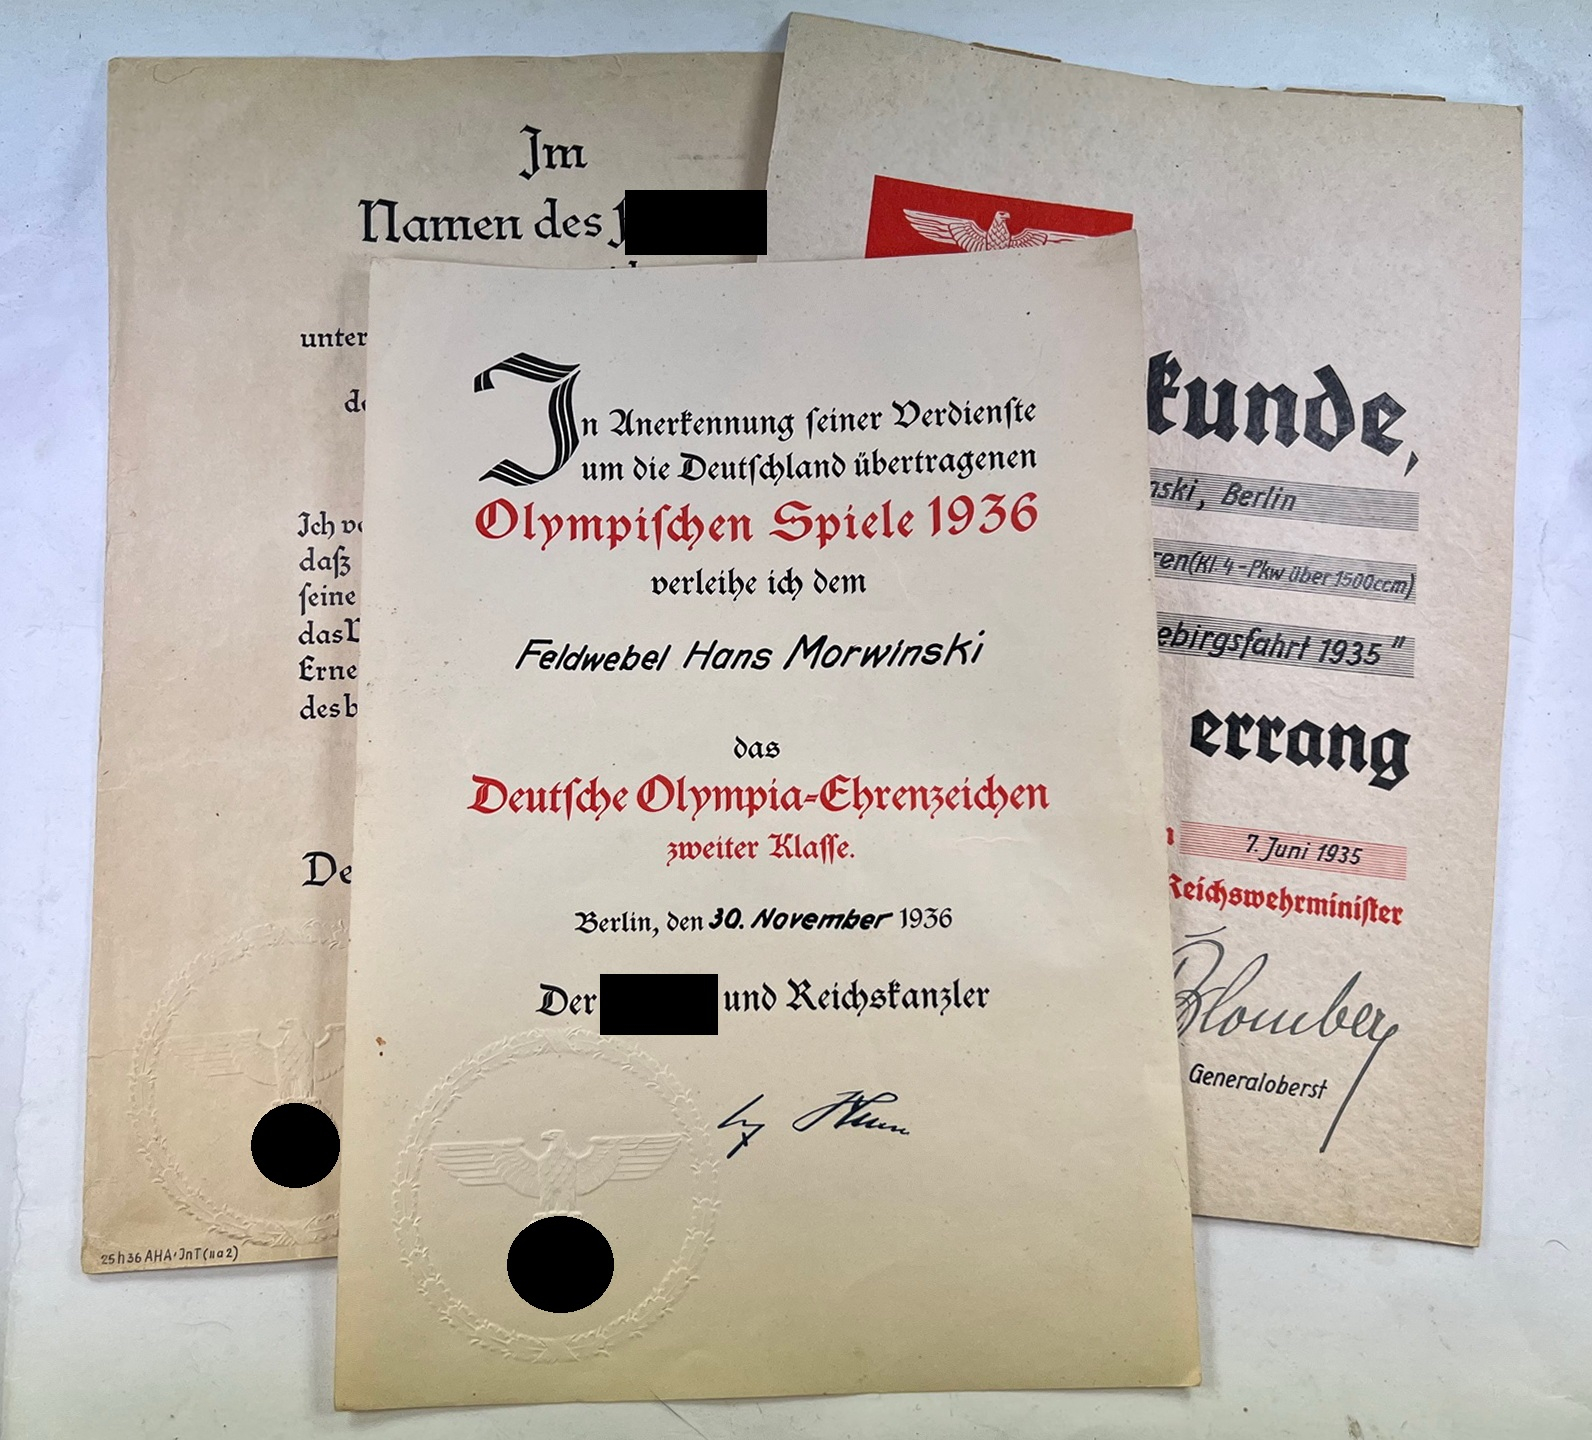 Im
Namen des
unter
Ich
daß
seine
das
Erne
des b
De
25h36 AHA·JnT(IIa2)
In Anerkennung seiner Verdienste
um die Deutschland übertragenen
Olympischen Spiele 1936
verleihe ich dem
Feldwebel Hans Morwinski
das
Deutsche Olympia-Ehrenzeichen
zweiter Klasse.
Berlin, den 30. November 1936
Der und Reichskanzler
kunde,
nski, Berlin
ren (Kl 4 - Pkw über 1500ccm)
ebirgsfahrt 1935"
errang
7. Juni 1935
Reichswehrminister
Blomberg
Generaloberst